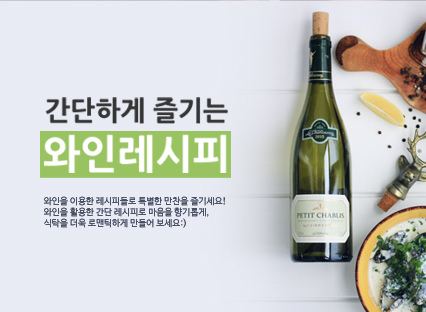 간단하게 즐기는
와인레시피
와인을 이용한 레시피들로 특별한 만찬을 즐기세요!
와인을 활용한 간단 레시피로 마음을 향기롭게,
식탁을 더욱 로맨틱하게 만들어 보세요:)
PETIT CHABLIS